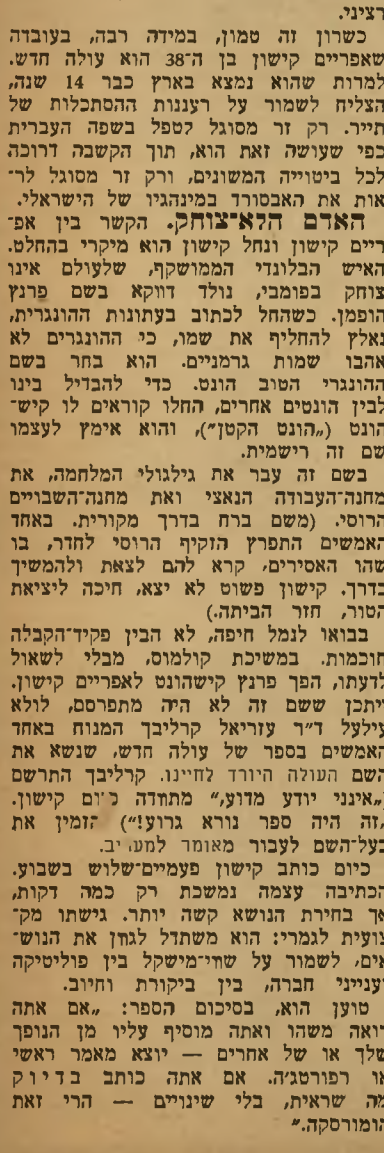 רציני.
כשרון זה טמון, במידה רבה, בעובדה
שאפריים קישון בן ה־38 הוא עולה חדש.
למרות שהוא נמצא בארץ כבר 14 שנה,
הצליח לשמור על רעננות ההסתכלות של
תייר. רק זר מסוגל לטפל בשפה העברית
כפי שעושה זאת הוא, תוך הקשבה דרוכה
לכל ביטוייה המשונים, ורק זר מסוגל לר־
אות את האבסורד במינהגיו של הישראלי.
האדם הלא־צוחק. הקשר בין אפ־
ריים קישון ונחל קישון הוא מיקרי בהחלט.
האיש הבלונדי הממושקף, שלעולם אינו
צוחק בפומבי, נולד דווקא בשם פרנץ
הופמן. כשהחל לכתוב בעתונות ההונגרית,
נאלץ להחליף את שמו, כי ההונגרים לא
אהבו שמות גרמניים. הוא בחר בשם
ההונגרי הטוב הונט. כדי להבדיל בינו
לבין הונטים אחרים, החלו קוראים לו קיש־
הונט („הונט הקטן״), והוא אימץ לעצמו
שם זה רישמית.
בשם זה עבר את גילגולי המלחמה, את
מחנה־העבודה הנאצי ואת מחנה־השבויים
הרוסי. (משם ברח בדרך מקורית. באחד
האמשים התפרץ הזקיף הרוסי לחדר, בו
שהו האסירים, קרא להם לצאת ולהמשיך
בדרך. קישון פשוט לא יצא, חיכה ליציאת
הטור, חזר הביתה.)
בבואו לנמל חיפה, לא הבין פקיד־הקבלה
חוכמות. במשיכת קולמוס, מבלי לשאול
לדעתו, הפך פרנץ קישהונט לאפריים קישון.
ייתכן ששם זה לא היה מתפרסם, לולא
עילעל ד״ר עזריאל קרליבך המנוח באחד
האמשים בספר של עולה חדש, שנשא את
השם העולה היורד לחיינו. קרליבך התרשם
(„אינני יודע מדוע,״ מתוודה כיום קישון.
„זה היה ספר נורא גרוע!״) הזמין את
בעל־השם לעבור מאומר למעריב.
כיום כותב קישון פעמיים־שלוש בשבוע.
הכתיבה עצמה נמשכת רק כמה דקות,
אך בחירת הנושא קשה יותר. גישתו מק־
צועית לגמרי: הוא משתדל לגוון את הנוש־
אים, לשמור על שווי־מישקל בין פוליטיקה
וענייני חברה, בין ביקורת וחיוב.
טוען הוא, בסיכום הספר: „אם אתה
רואה משהו ואתה מוסיף עליו מן הנופך
שלך או של אחרים — יוצא מאמר ראשי
או רפורטג׳ה. אם אתה כותב בדיוק
מה שראית, בלי שינויים — הרי זאת
הומורסקה.״